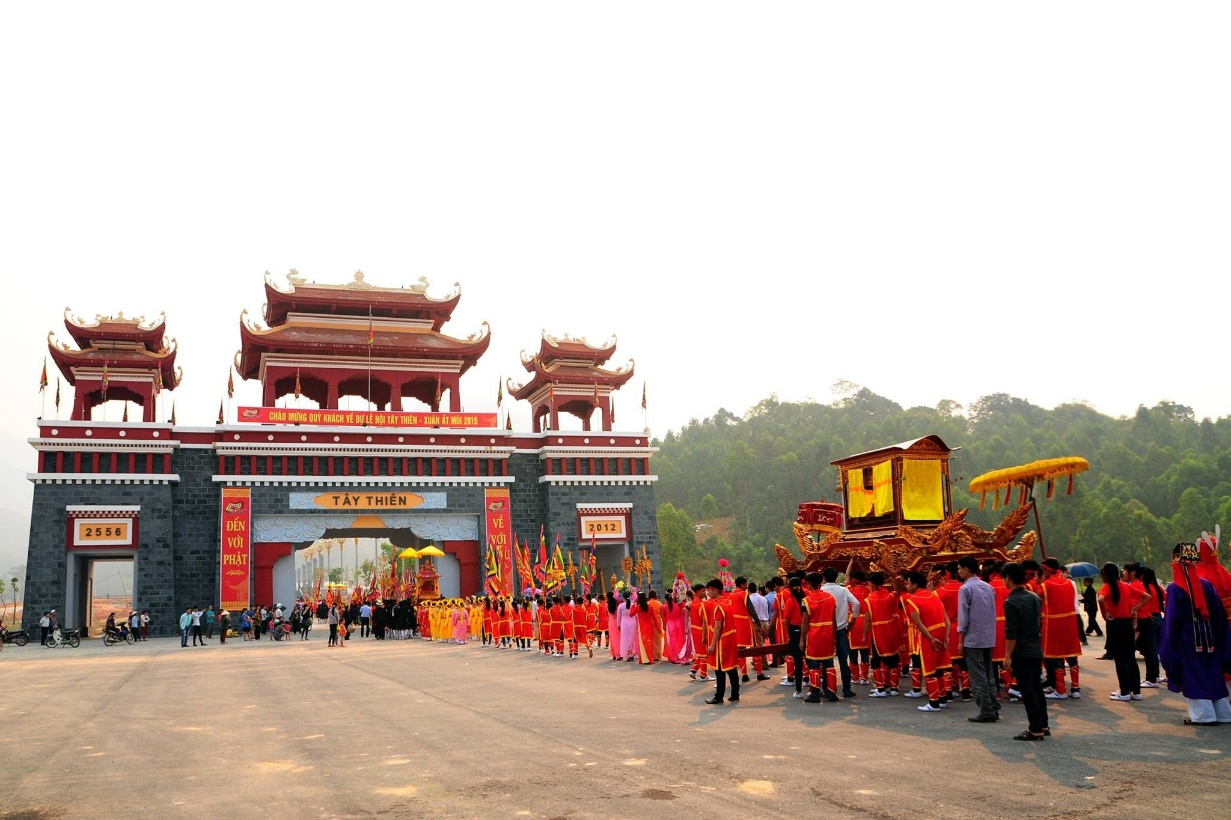 CHÀO MỪNG QUÝ KHÁCH VỀ DỰ LỄ HỘI TÂY THIÊN - XUÂN ẤT MÙI 2015
TÂY THIÊN
2556
2012
ĐẾN
VỚI
PHẬT
VỀ
VỚI